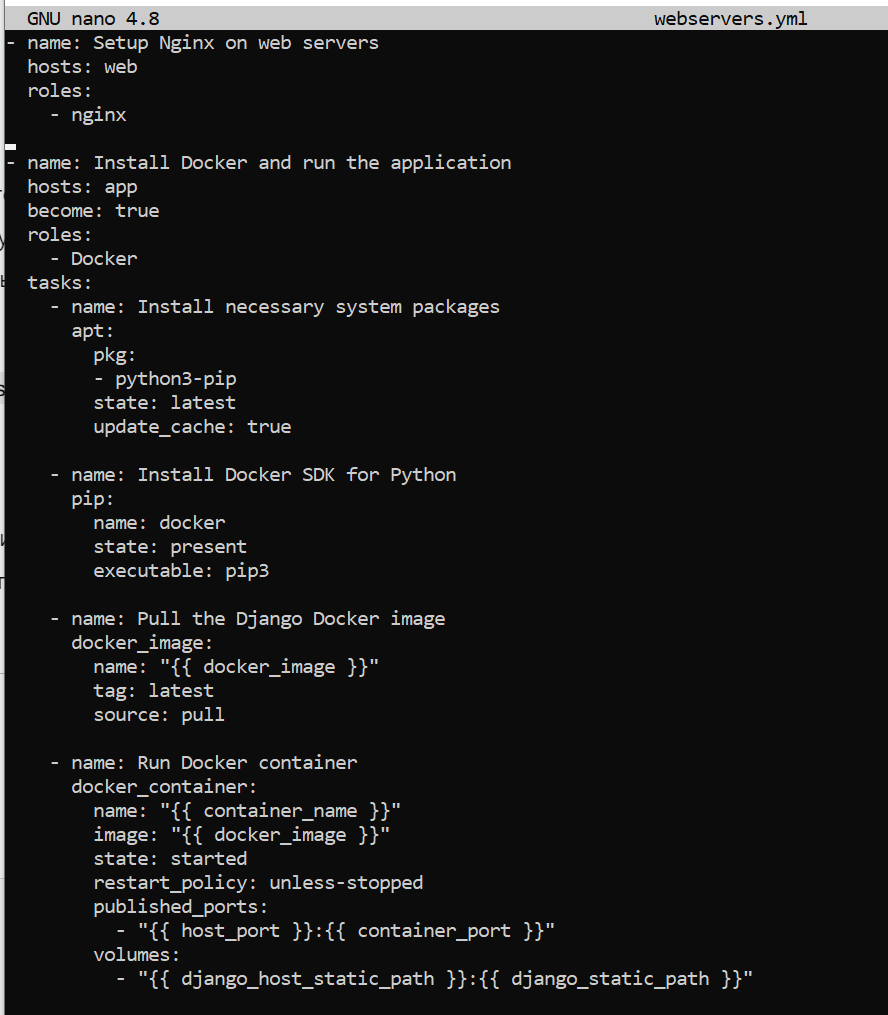 GNU nano 4.8 webservers.yml
- name: Setup Nginx on web servers
  hosts: web
  roles:
    - nginx

- name: Install Docker and run the application
  hosts: app
  become: true
  roles:
    - Docker
  tasks:
    - name: Install necessary system packages
      apt:
        pkg:
        - python3-pip
        state: latest
        update_cache: true

    - name: Install Docker SDK for Python
      pip:
        name: docker
        state: present
        executable: pip3

    - name: Pull the Django Docker image
      docker_image:
        name: "{{ docker_image }}"
        tag: latest
        source: pull

    - name: Run Docker container
      docker_container:
        name: "{{ container_name }}"
        image: "{{ docker_image }}"
        state: started
        restart_policy: unless-stopped
        published_ports:
          - "{{ host_port }}:{{ container_port }}"
        volumes:
          - "{{ django_host_static_path }}:{{ django_static_path }}"